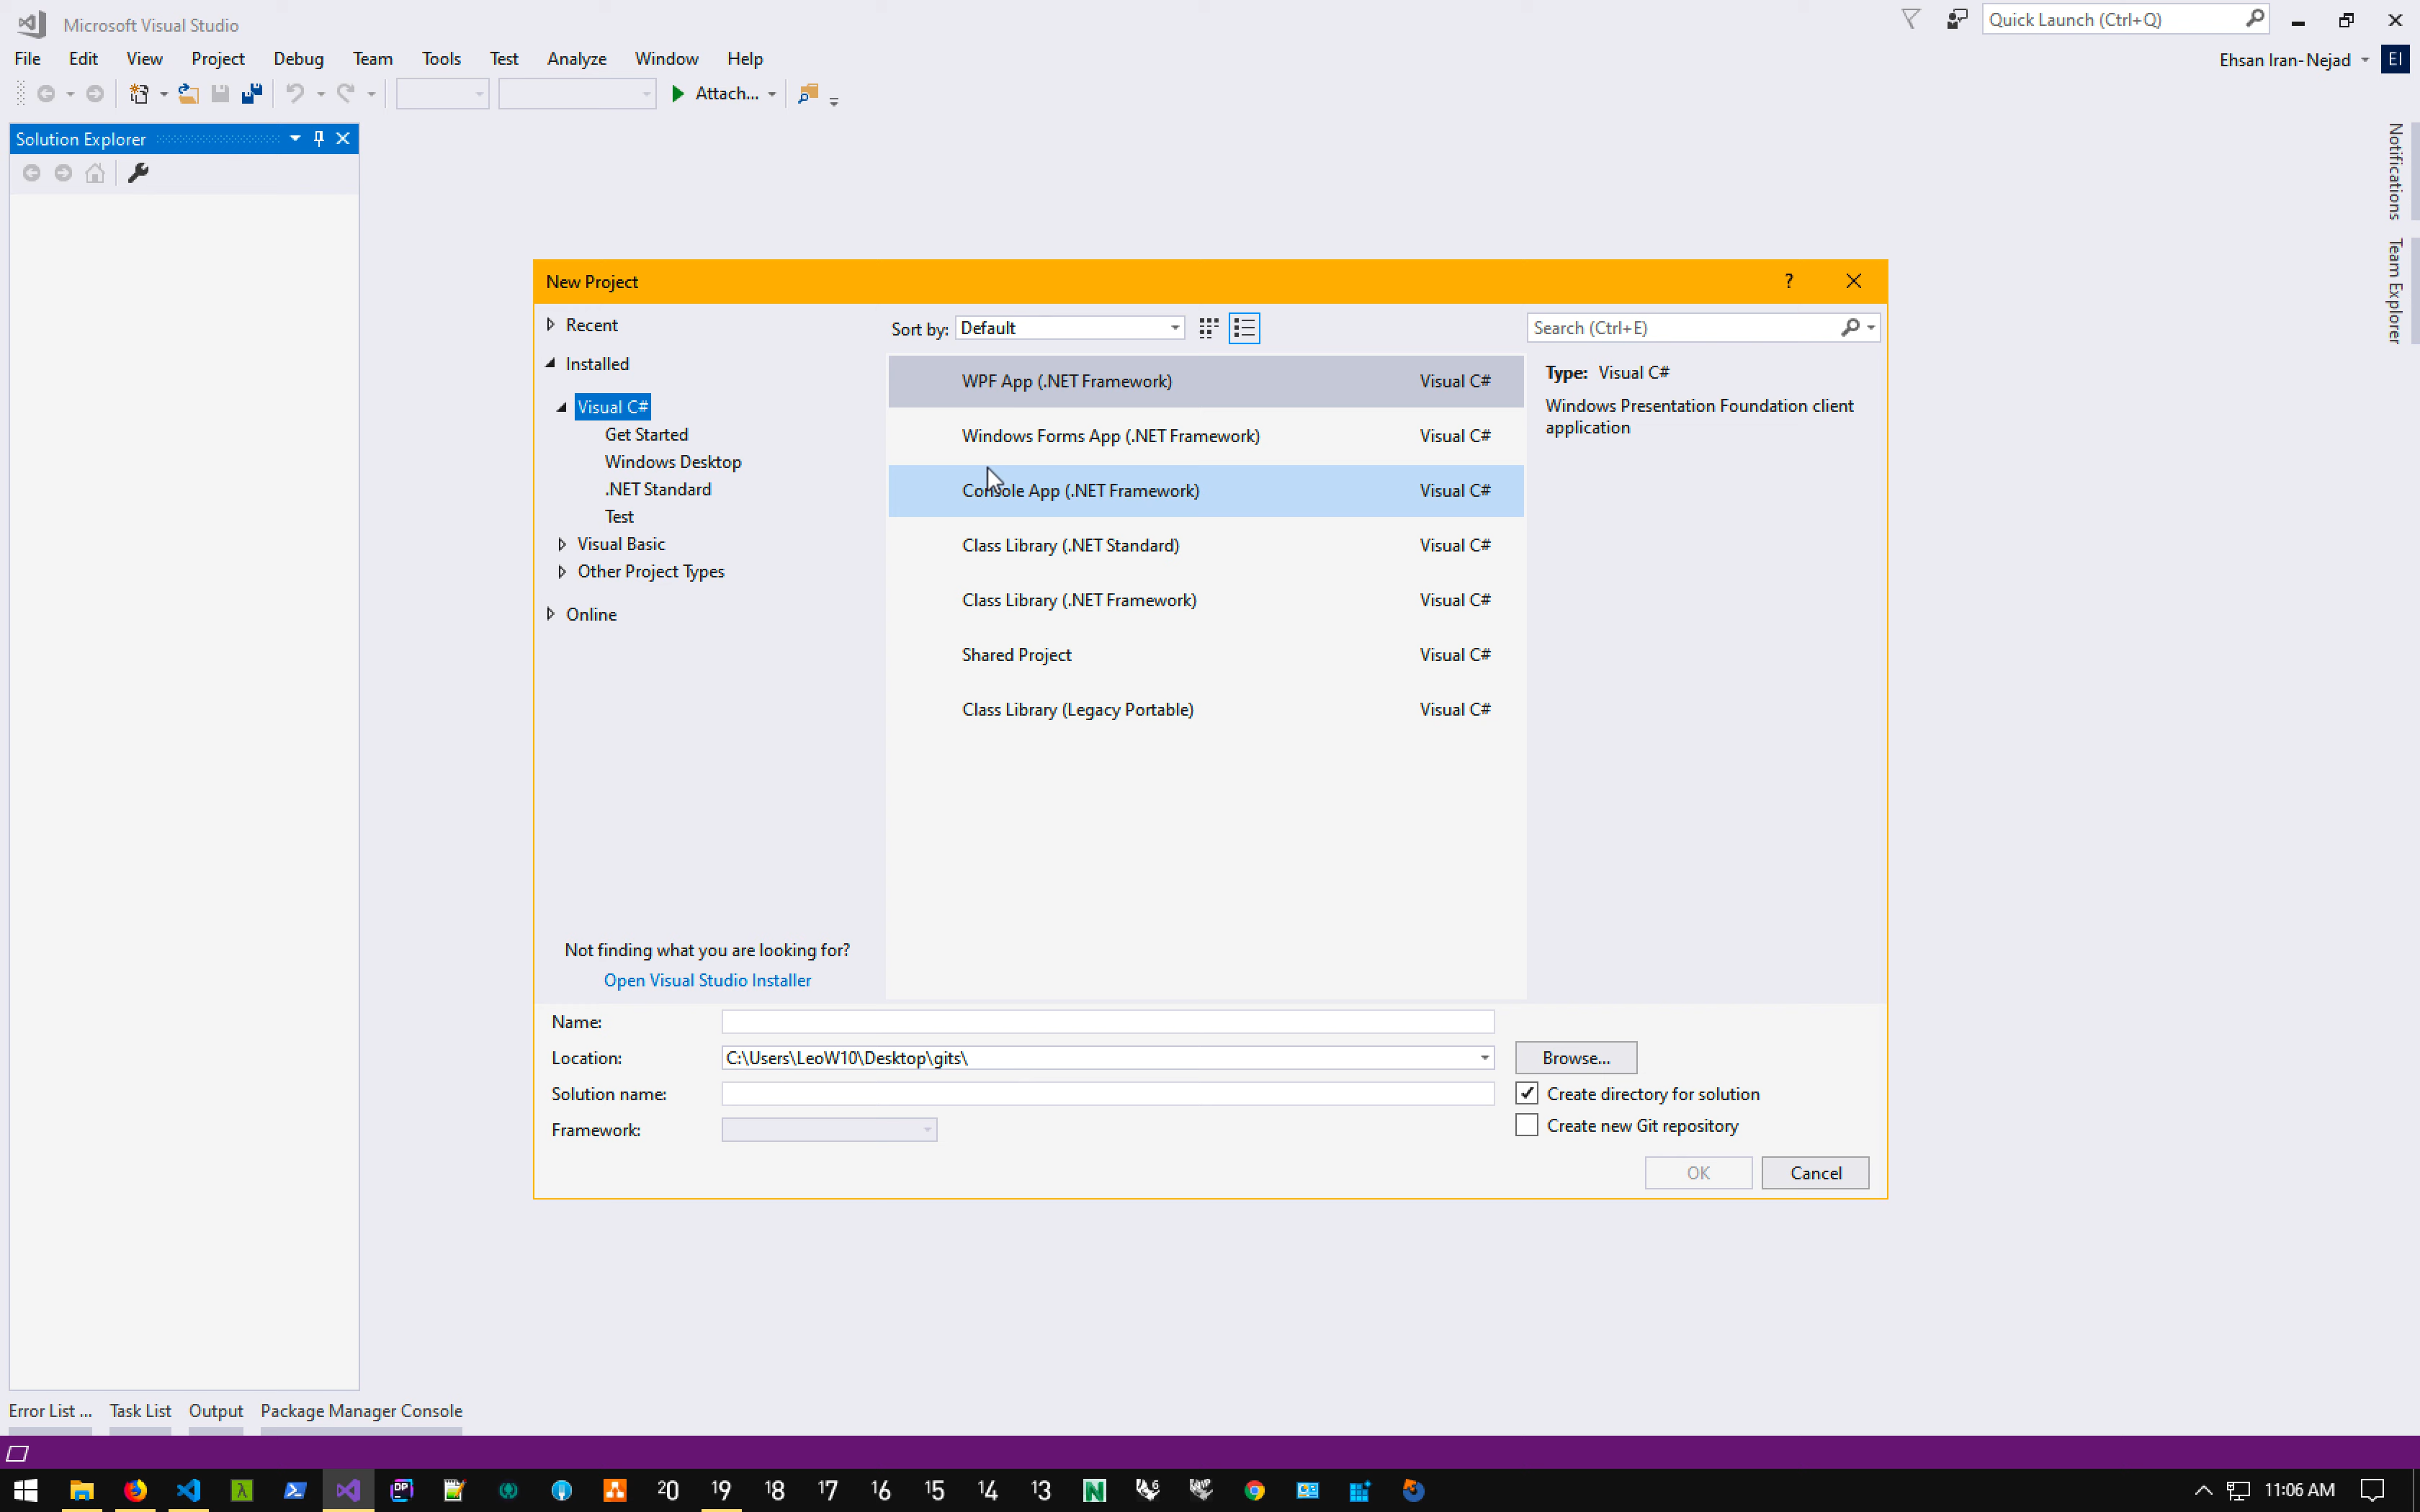 Microsoft Visual Studio
Quick Launch (Ctrl+Q)
File Edit View Project Debug Team Tools Test Analyze Window Help
Ehsan Iran-Nejad EI
Attach...
Solution Explorer
Notifications
Team Explorer
New Project ?
Recent
Sort by: Default
Search (Ctrl+E)
Installed
Visual C#
Get Started
Windows Desktop
.NET Standard
Test
Visual Basic
Other Project Types
Online
WPF App (.NET Framework) Visual C#
Windows Forms App (.NET Framework) Visual C#
Console App (.NET Framework) Visual C#
Class Library (.NET Standard) Visual C#
Class Library (.NET Framework) Visual C#
Shared Project Visual C#
Class Library (Legacy Portable) Visual C#
Type: Visual C#
Windows Presentation Foundation client
application
Not finding what you are looking for?
Open Visual Studio Installer
Name:
Location: C:\Users\LeoW10\Desktop\gits\ Browse...
Solution name:
Create directory for solution
Framework:
Create new Git repository
OK Cancel
Error List ... Task List Output Package Manager Console
DP 20 19 18 17 16 15 14 13 N 6 WIP
11:06 AM